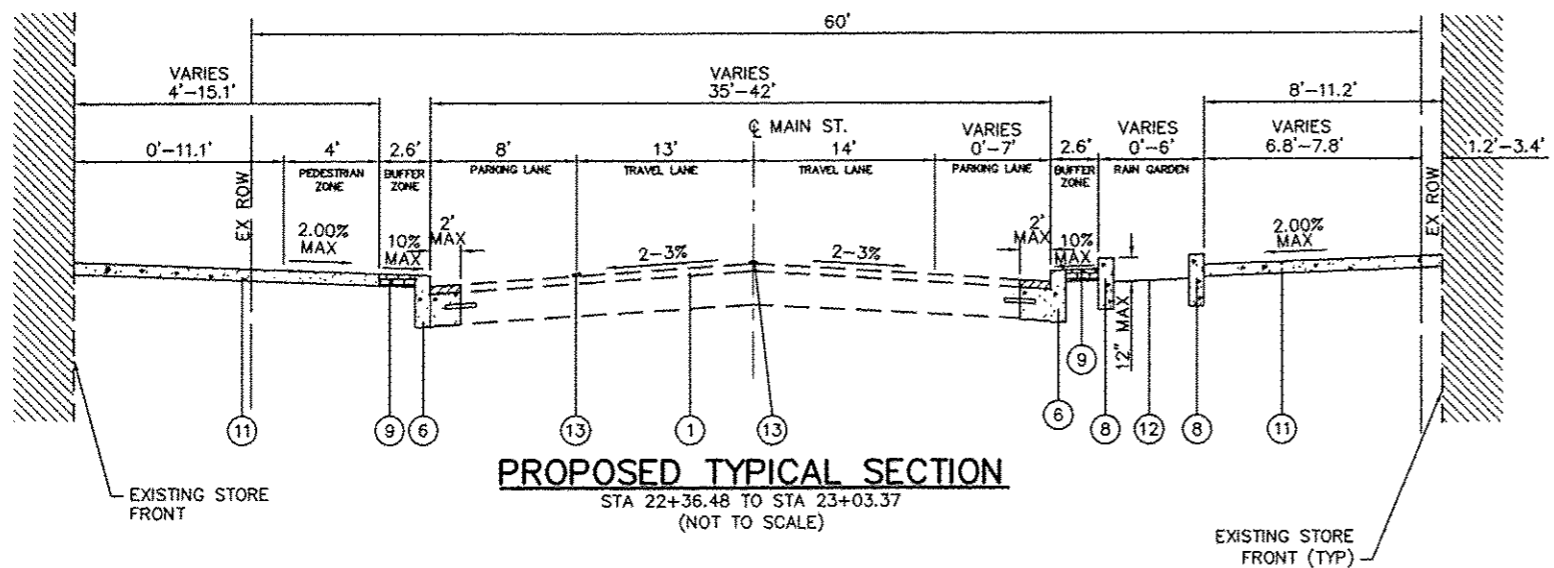 60'
VARIES
4'-15.1'
VARIES
35'-42'
8'-11.2'
℄ MAIN ST.
0'-11.1'
4'
PEDESTRIAN
ZONE
2.6'
BUFFER
ZONE
8'
PARKING LANE
13'
TRAVEL LANE
14'
TRAVEL LANE
VARIES
0'-7'
PARKING LANE
2.6'
BUFFER
ZONE
VARIES
0'-6'
RAIN GARDEN
VARIES
6.8'-7.8'
1.2'-3.4'
EX ROW
EX ROW
2.00%
MAX
10%
MAX
2'
MAX
2-3%
2-3%
2'
MAX
10%
MAX
12" MAX
2.00%
MAX
11
9
6
13
1
13
6
9
8
12
8
11
EXISTING STORE
FRONT
PROPOSED TYPICAL SECTION
STA 22+36.48 TO STA 23+03.37
(NOT TO SCALE)
EXISTING STORE
FRONT (TYP)